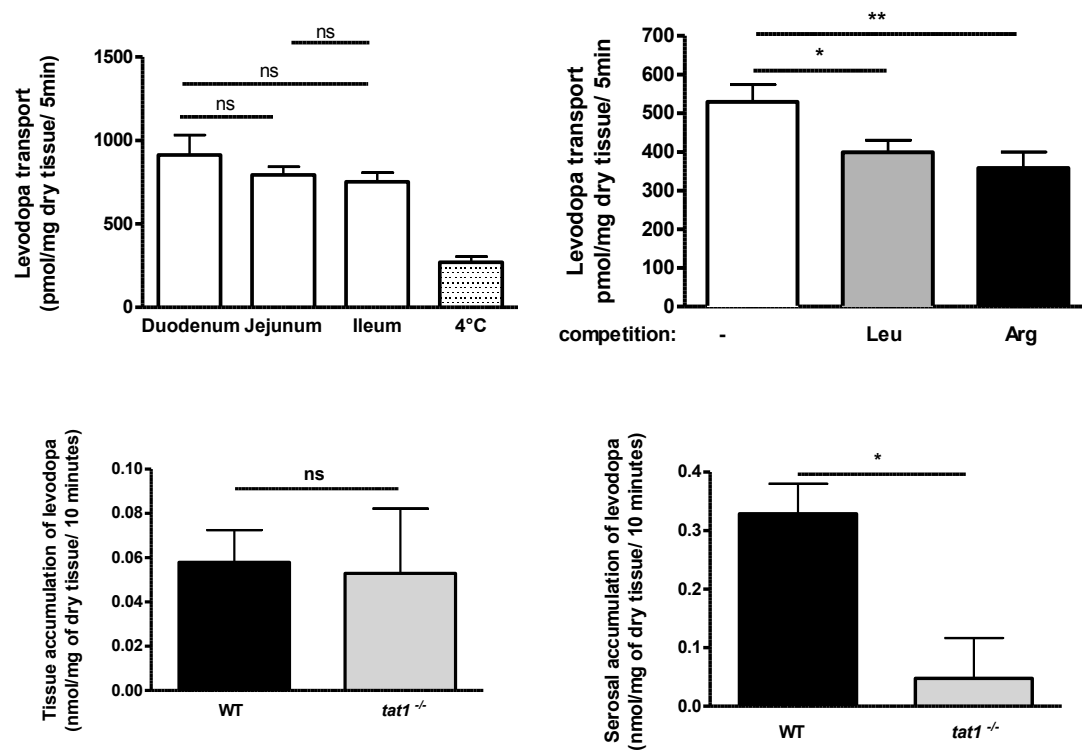 Levodopa transport
(pmol/mg dry tissue/ 5min)
1500
1000
500
0
ns
ns
ns
Duodenum Jejunum Ileum 4°C
Levodopa transport
pmol/mg dry tissue/ 5min
700
600
500
400
300
200
100
0
**
*
competition: - Leu Arg
Tissue accumulation of levodopa
(nmol/mg of dry tissue/ 10 minutes)
0.10
0.08
0.06
0.04
0.02
0.00
ns
WT tat1 -/-
Serosal accumulation of levodopa
(nmol/mg of dry tissue/ 10 minutes)
0.4
0.3
0.2
0.1
0.0
*
WT tat1 -/-